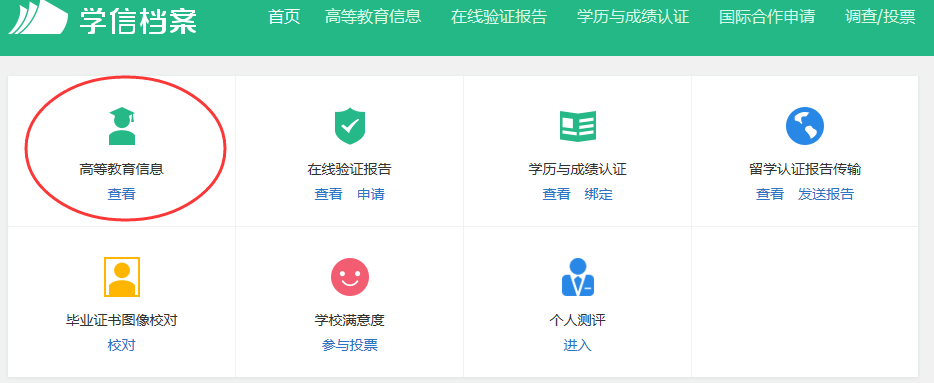 学信档案 首页 高等教育信息 在线验证报告 学历与成绩认证 国际合作申请 调查/投票
高等教育信息 在线验证报告 学历与成绩认证 留学认证报告传输
查看 查看 申请 查看 绑定 查看 发送报告
毕业证书图像校对 学校满意度 个人测评
校对 参与投票 进入